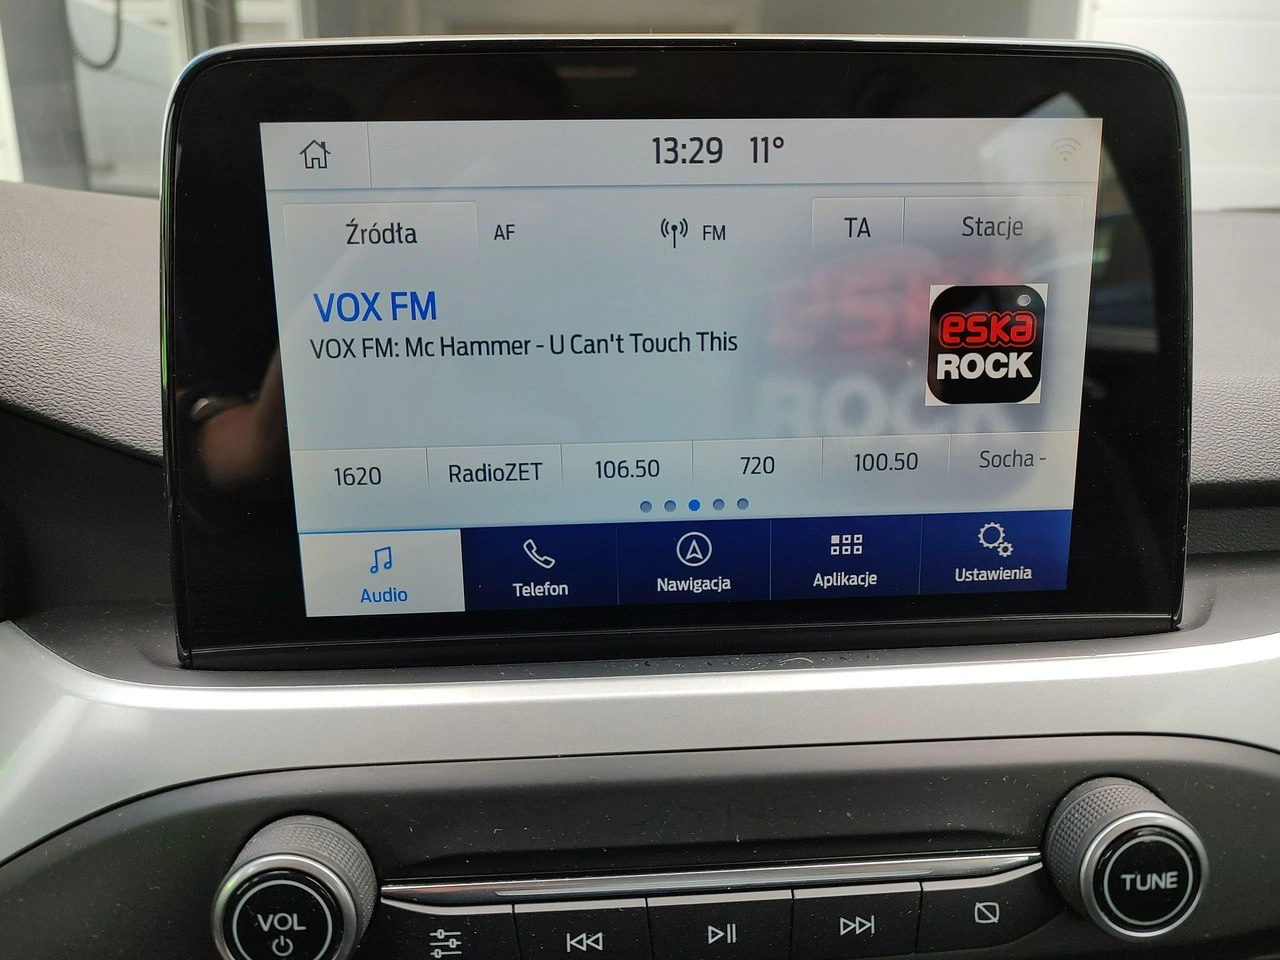 13:29 11°
Źródła AF FM TA Stacje
VOX FM
VOX FM: Mc Hammer - U Can't Touch This
eska
ROCK
1620 RadioZET 106.50 720 100.50 Socha -
Audio Telefon Nawigacja Aplikacje Ustawienia
VOL
TUNE